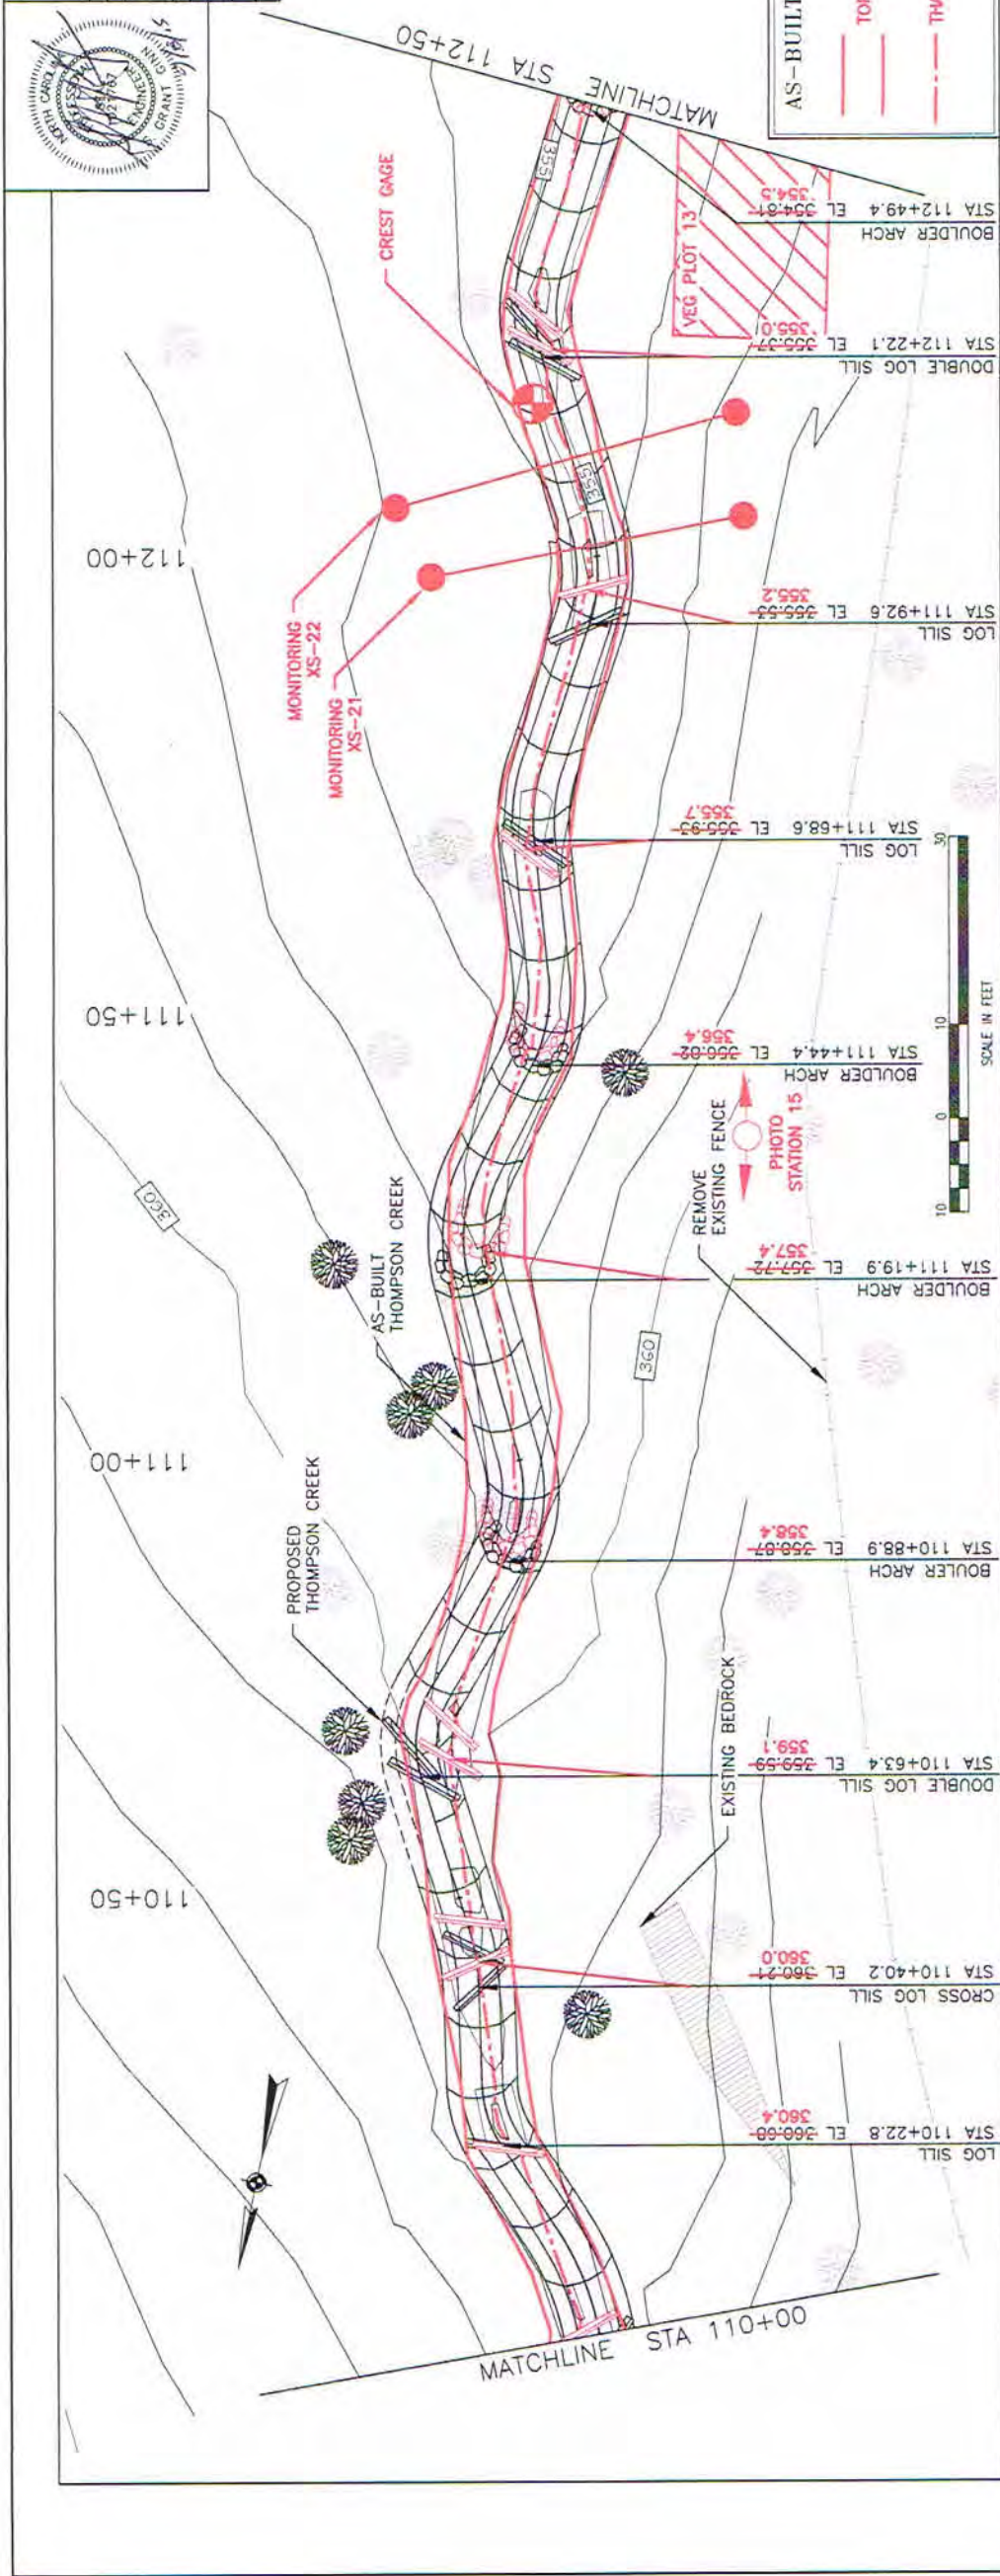 NORTH CAROLINA
PROFESSIONAL
ENGINEER
GRANT GINN
AS-BUILT
MATCHLINE STA 112+50
112+00
111+50
111+00
110+50
MATCHLINE STA 110+00
CREST GAGE
MONITORING
XS-22
MONITORING
XS-21
355
355
VEG PLOT 13
AS-BUILT
THOMPSON CREEK
PROPOSED
THOMPSON CREEK
360
360
REMOVE
EXISTING FENCE
PHOTO
STATION 15
EXISTING BEDROCK
LOG SILL
STA 110+22.8 EL 360.68
360.4
CROSS LOG SILL
STA 110+40.2 EL 360.21
360.0
DOUBLE LOG SILL
STA 110+63.4 EL 359.59
359.1
BOULER ARCH
STA 110+88.9 EL 358.87
358.4
BOULDER ARCH
STA 111+19.9 EL 357.72
357.4
BOULDER ARCH
STA 111+44.4 EL 356.82
356.4
LOG SILL
STA 111+68.6 EL 355.93
355.7
LOG SILL
STA 111+92.6 EL 355.53
355.2
DOUBLE LOG SILL
STA 112+22.1 EL 355.37
355.0
BOULDER ARCH
STA 112+49.4 EL 354.81
354.5
10 0 10 30
SCALE IN FEET